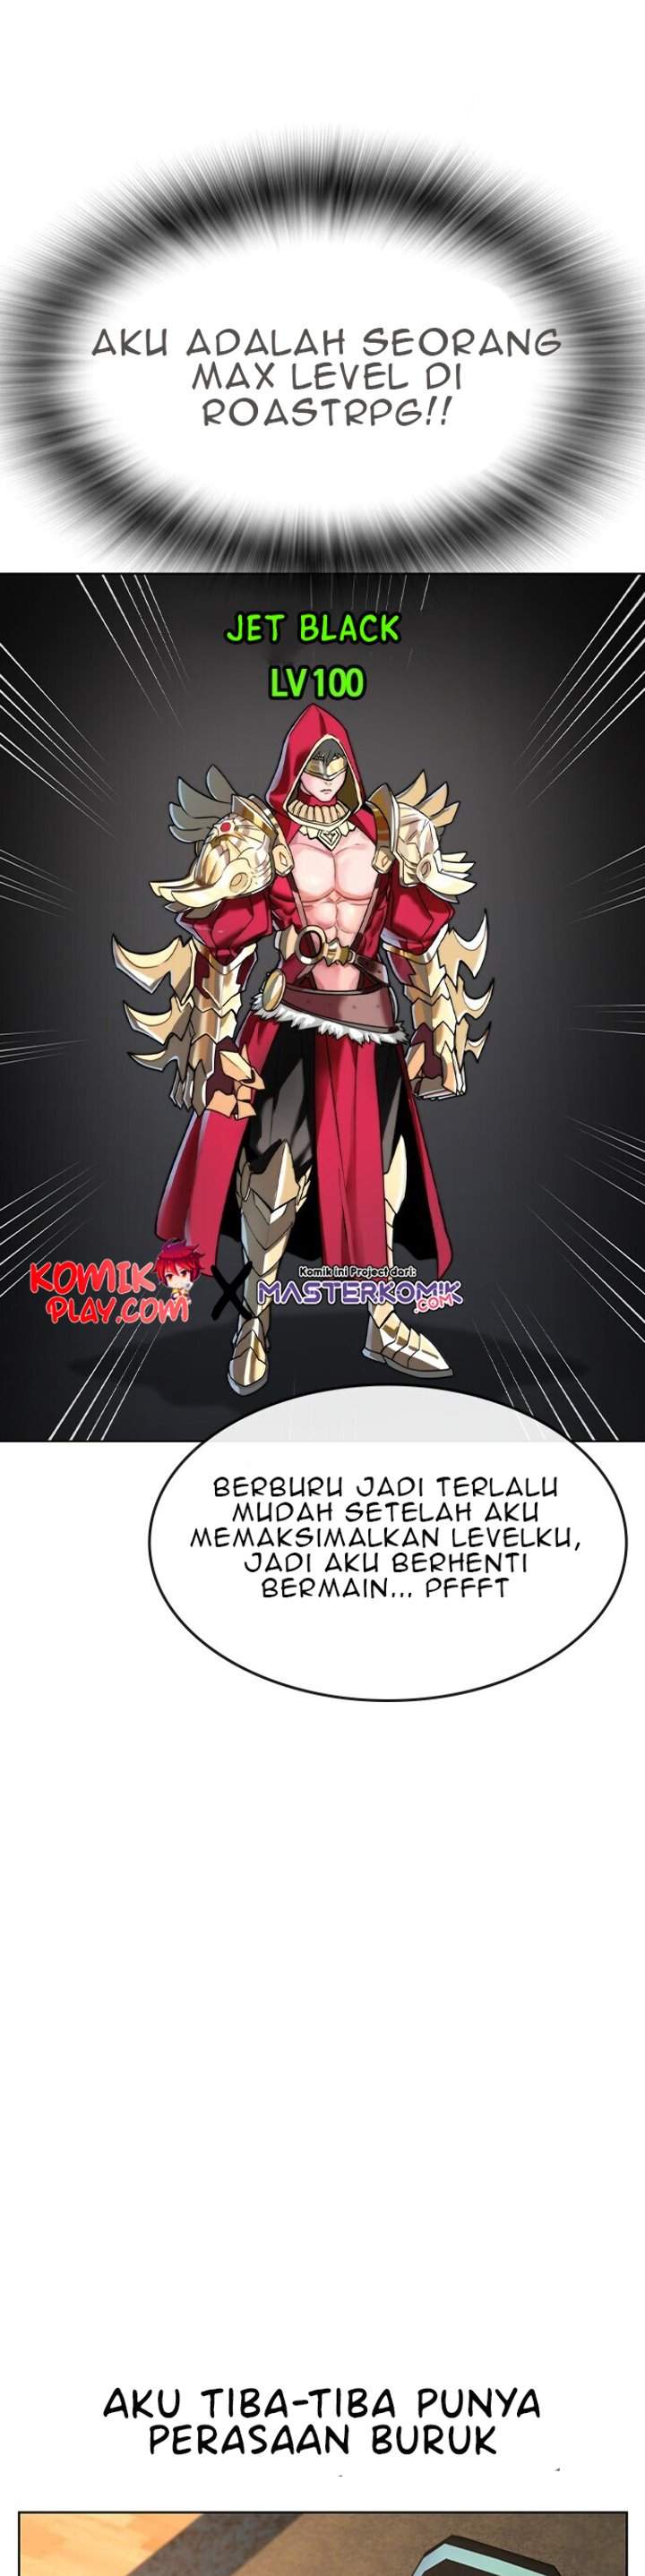 AKU ADALAH SEORANG
MAX LEVEL DI
ROASTRPG!!
JET BLACK
LV100
KOMIK
PLAY.COM
X
Komik ini Project dari:
MASTERKOMIK
.COM
BERBURU JADI TERLALU
MUDAH SETELAH AKU
MEMAKSIMALKAN LEVELKU,
JADI AKU BERHENTI
BERMAIN... PFFFT
AKU TIBA-TIBA PUNYA
PERASAAN BURUK